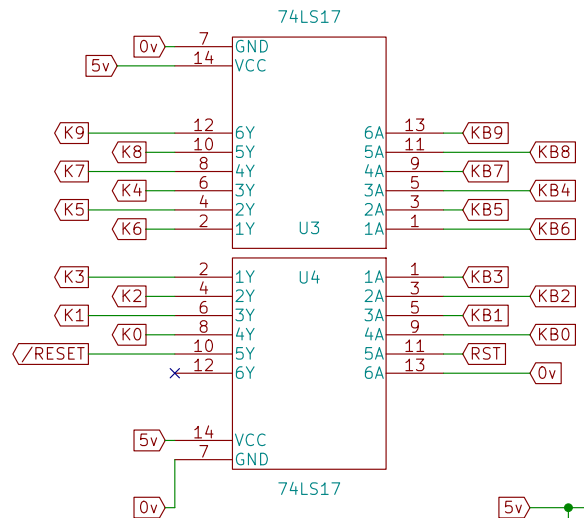 74LS17
0v 7 GND
5v 14 VCC
K9 12 6Y 6A 13 KB9
K8 10 5Y 5A 11 KB8
K7 8 4Y 4A 9 KB7
K4 6 3Y 3A 5 KB4
K5 4 2Y 2A 3 KB5
K6 2 1Y U3 1A 1 KB6
K3 2 1Y U4 1A 1 KB3
K2 4 2Y 2A 3 KB2
K1 6 3Y 3A 5 KB1
K0 8 4Y 4A 9 KB0
/RESET 10 5Y 5A 11 RST
12 6Y 6A 13 0v
5v 14 VCC
7 GND
74LS17
0v 5v